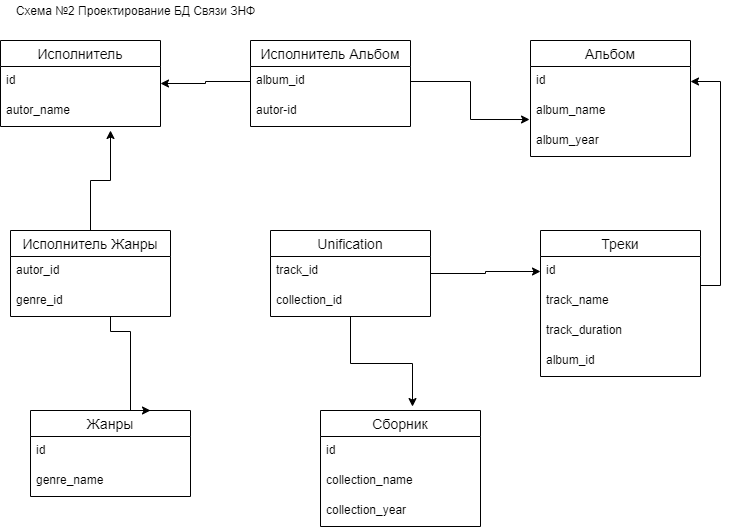 Схема №2 Проектирование БД Связи ЗНФ
Исполнитель
id
autor_name
Исполнитель Альбом
album_id
autor-id
Альбом
id
album_name
album_year
Исполнитель Жанры
autor_id
genre_id
Unification
track_id
collection_id
Треки
id
track_name
track_duration
album_id
Жанры
id
genre_name
Сборник
id
collection_name
collection_year